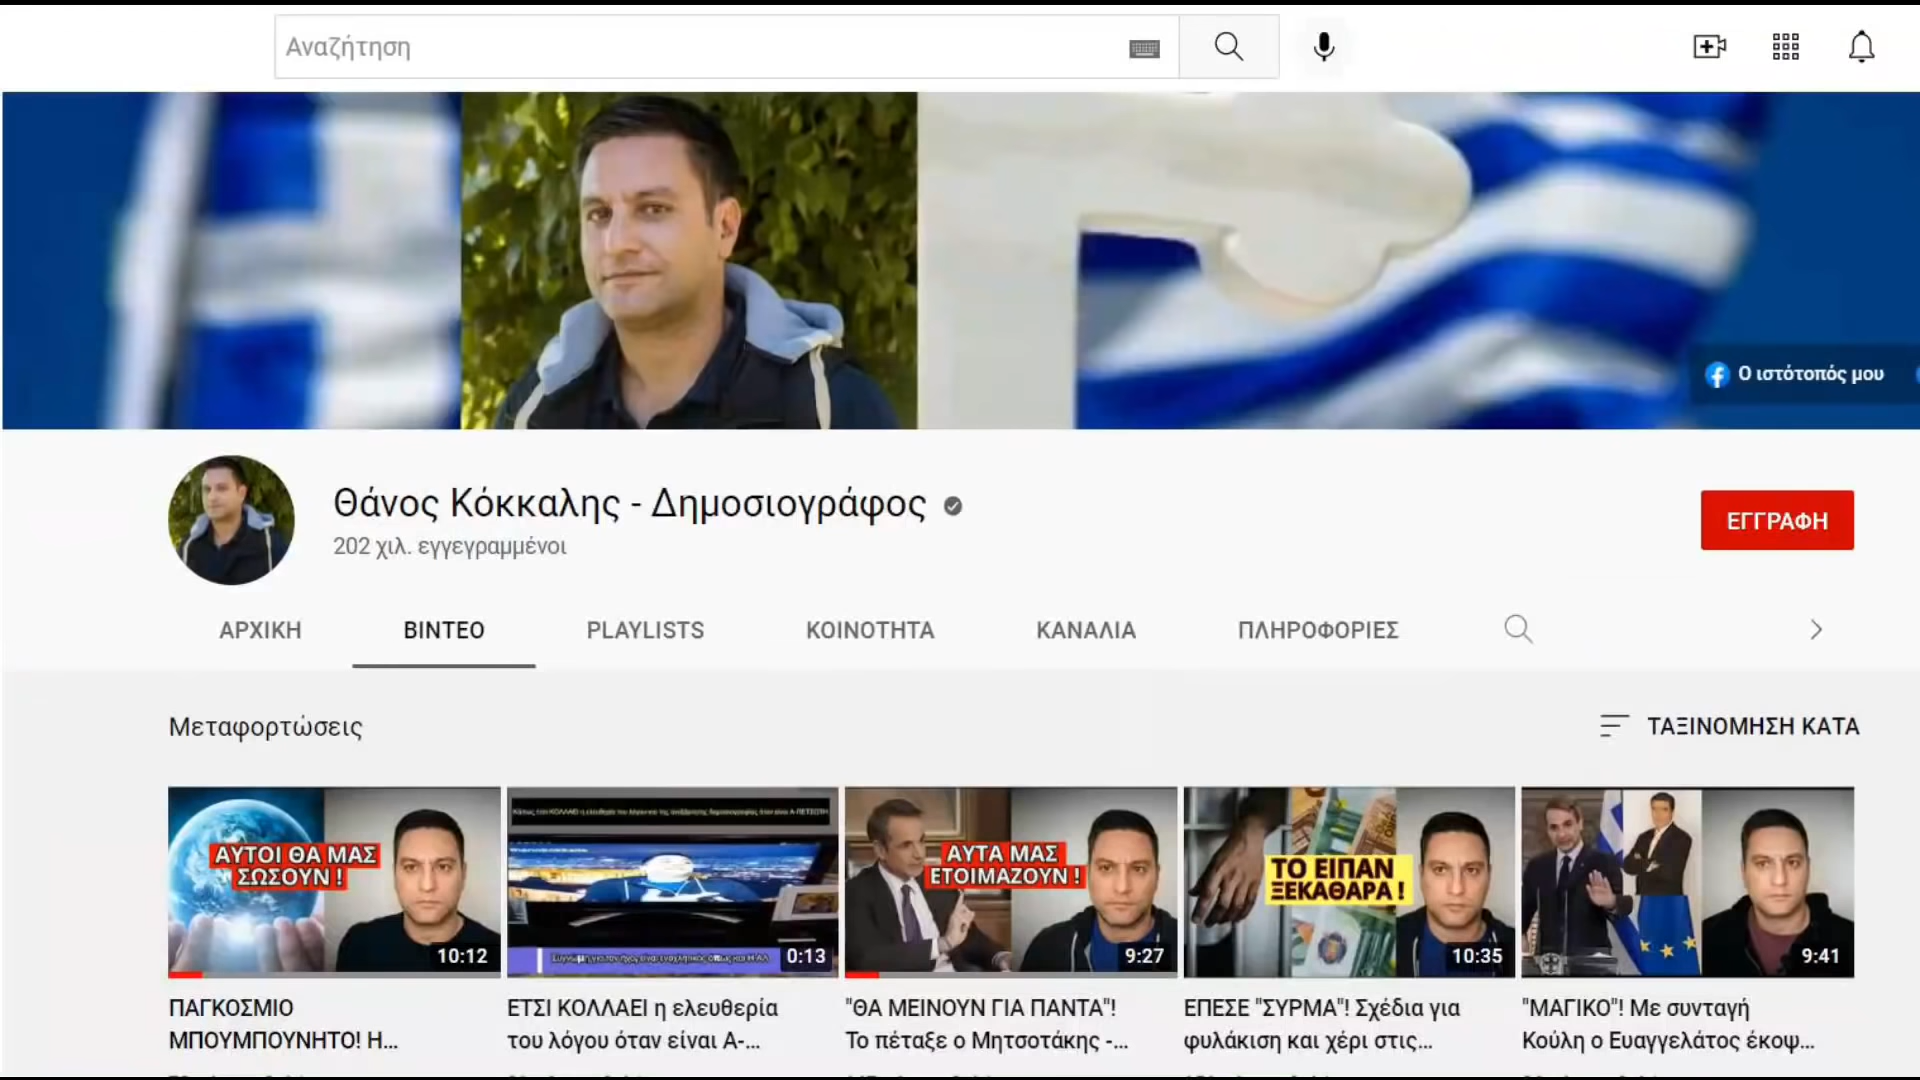 Αναζήτηση
Ο ιστότοπός μου
Θάνος Κόκκαλης - Δημοσιογράφος
202 χιλ. εγγεγραμμένοι
ΕΓΓΡΑΦΗ
ΑΡΧΙΚΗ ΒΙΝΤΕΟ PLAYLISTS ΚΟΙΝΟΤΗΤΑ ΚΑΝΑΛΙΑ ΠΛΗΡΟΦΟΡΙΕΣ
Μεταφορτώσεις
ΤΑΞΙΝΟΜΗΣΗ ΚΑΤΑ
ΑΥΤΟΙ ΘΑ ΜΑΣ
ΣΩΣΟΥΝ !
10:12
0:13
ΑΥΤΑ ΜΑΣ
ΕΤΟΙΜΑΖΟΥΝ !
9:27
ΤΟ ΕΙΠΑΝ
ΞΕΚΑΘΑΡΑ !
10:35
9:41
ΠΑΓΚΟΣΜΙΟ
ΜΠΟΥΜΠΟΥΝΗΤΟ! Η...
ΕΤΣΙ ΚΟΛΛΑΕΙ η ελευθερία
του λόγου όταν είναι Α-...
"ΘΑ ΜΕΙΝΟΥΝ ΓΙΑ ΠΑΝΤΑ"!
Το πέταξε ο Μητσοτάκης -...
ΕΠΕΣΕ "ΣΥΡΜΑ"! Σχέδια για
φυλάκιση και χέρι στις...
"ΜΑΓΙΚΟ"! Με συνταγή
Κούλη ο Ευαγγελάτος έκοψ...